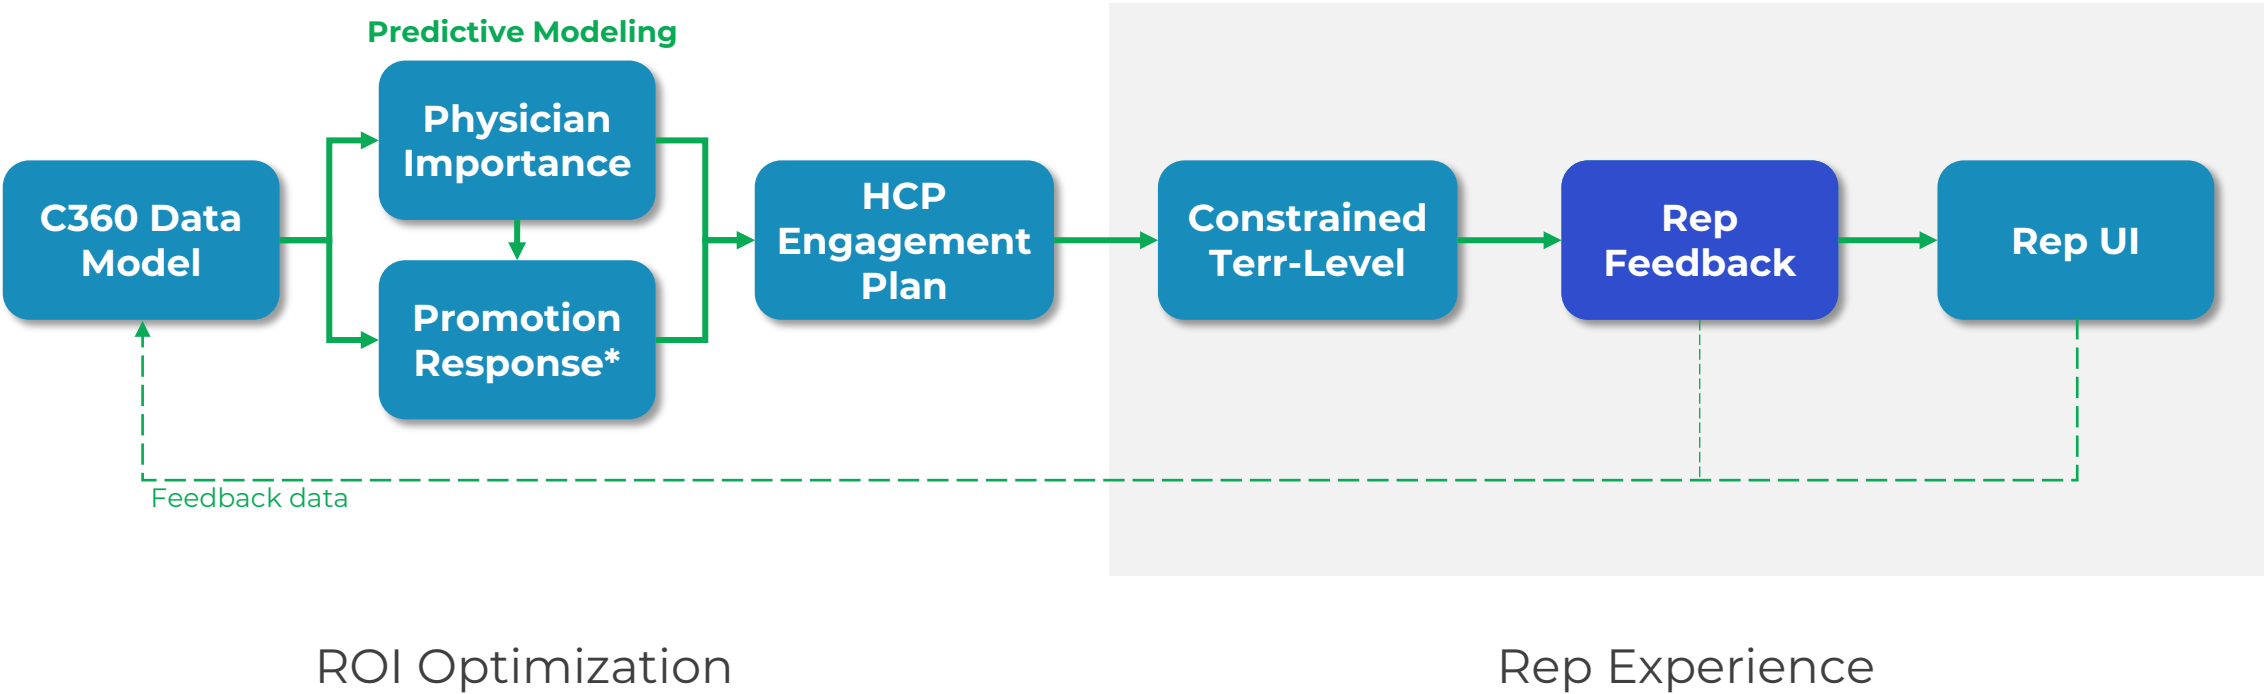 Predictive Modeling
Physician
Importance
C360 Data
Model
Promotion
Response*
HCP
Engagement
Plan
Constrained
Terr-Level
Rep
Feedback
Rep UI
Feedback data
ROI Optimization
Rep Experience